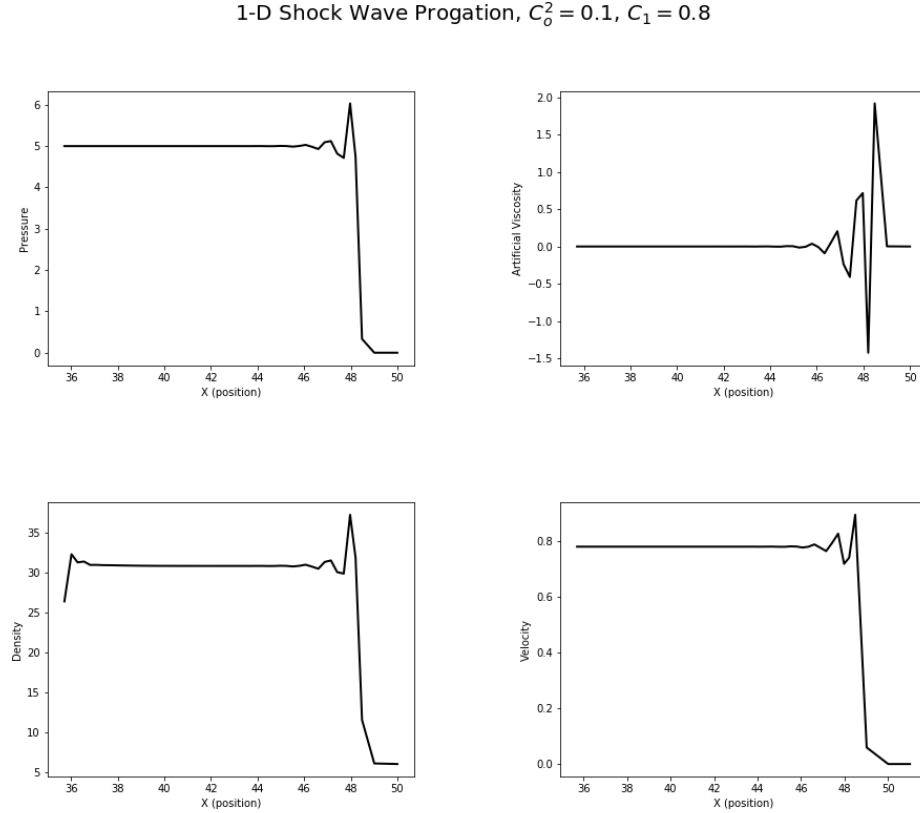 1-D Shock Wave Progation, $C_o^2 = 0.1$, $C_1 = 0.8$
6
5
4
3
2
1
0
Pressure
36 38 40 42 44 46 48 50
X (position)
2.0
1.5
1.0
0.5
0.0
−0.5
−1.0
−1.5
Artificial Viscosity
36 38 40 42 44 46 48 50
X (position)
35
30
25
20
15
10
5
Density
36 38 40 42 44 46 48 50
X (position)
0.8
0.6
0.4
0.2
0.0
Velocity
36 38 40 42 44 46 48 50
X (position)